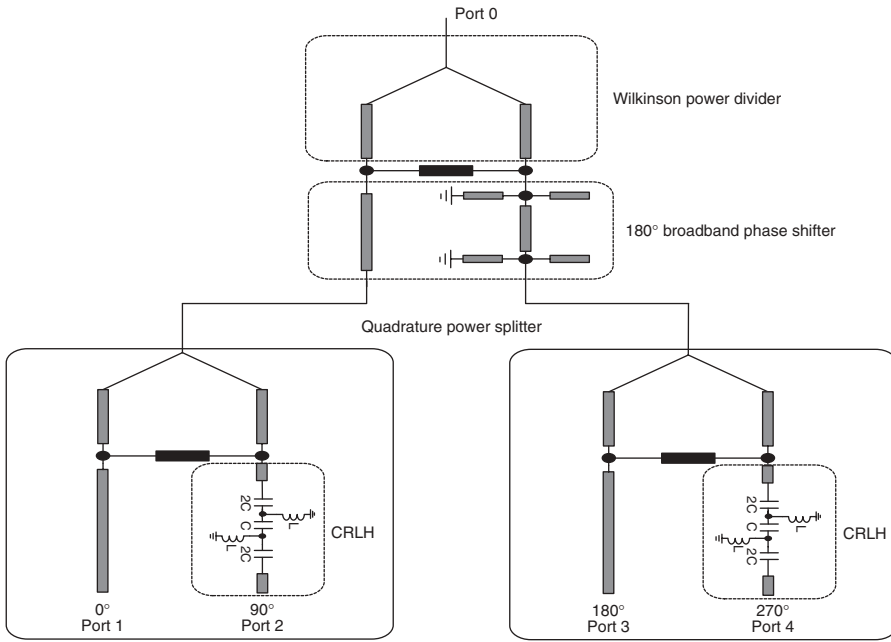 Port 0
Wilkinson power divider
180° broadband phase shifter
Quadrature power splitter
2C
L
C
L
2C
CRLH
0°
Port 1
90°
Port 2
2C
L
C
L
2C
CRLH
180°
Port 3
270°
Port 4